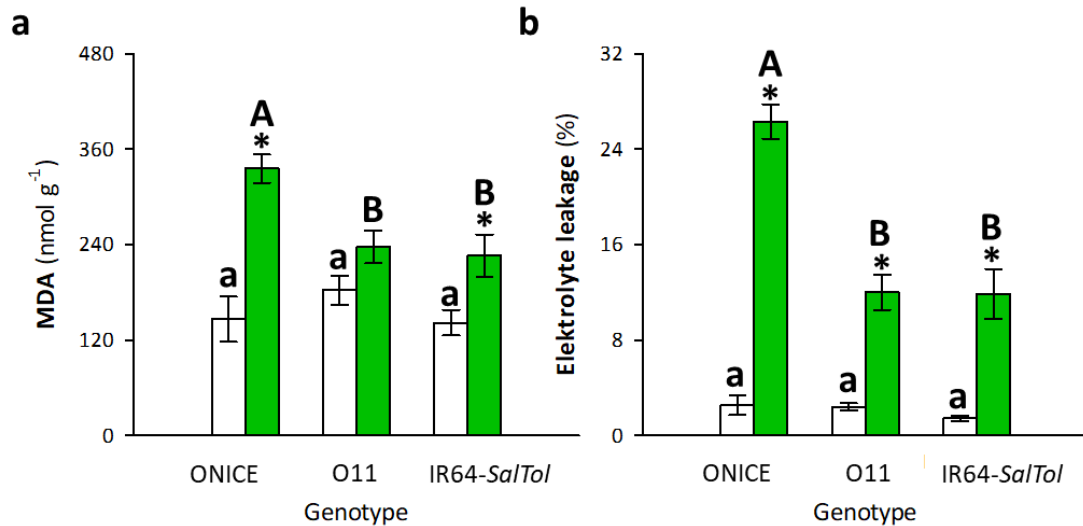 a
MDA (nmol g⁻¹)
480
360
240
120
0
A
*
a
B
a
B
*
a
ONICE O11 IR64-SalTol
Genotype
b
Elektrolyte leakage (%)
32
24
16
8
0
A
*
a
B
*
a
B
*
a
ONICE O11 IR64-SalTol
Genotype